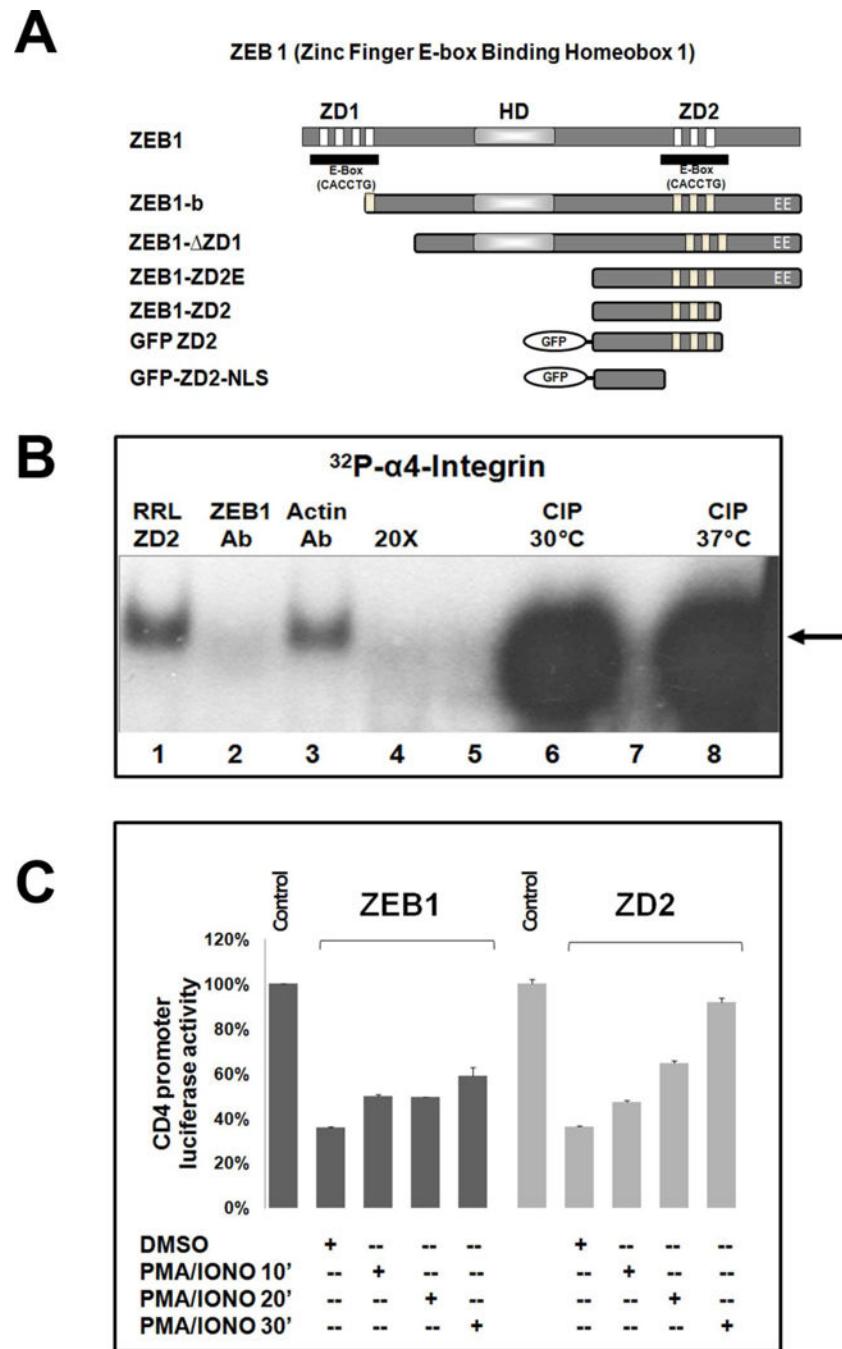 A
ZEB 1 (Zinc Finger E-box Binding Homeobox 1)
ZD1 HD ZD2
ZEB1
E-Box E-Box
(CACCTG) (CACCTG)
ZEB1-b EE
ZEB1-ΔZD1 EE
ZEB1-ZD2E EE
ZEB1-ZD2
GFP ZD2 GFP
GFP-ZD2-NLS GFP
B
32P-α4-Integrin
RRL ZEB1 Actin CIP CIP
ZD2 Ab Ab 20X 30°C 37°C
1 2 3 4 5 6 7 8
C
Control ZEB1 Control ZD2
CD4 promoter
luciferase activity
120%
100%
80%
60%
40%
20%
0%
DMSO + -- -- -- + -- -- --
PMA/IONO 10' -- + -- -- -- + -- --
PMA/IONO 20' -- -- + -- -- -- + --
PMA/IONO 30' -- -- -- + -- -- -- +